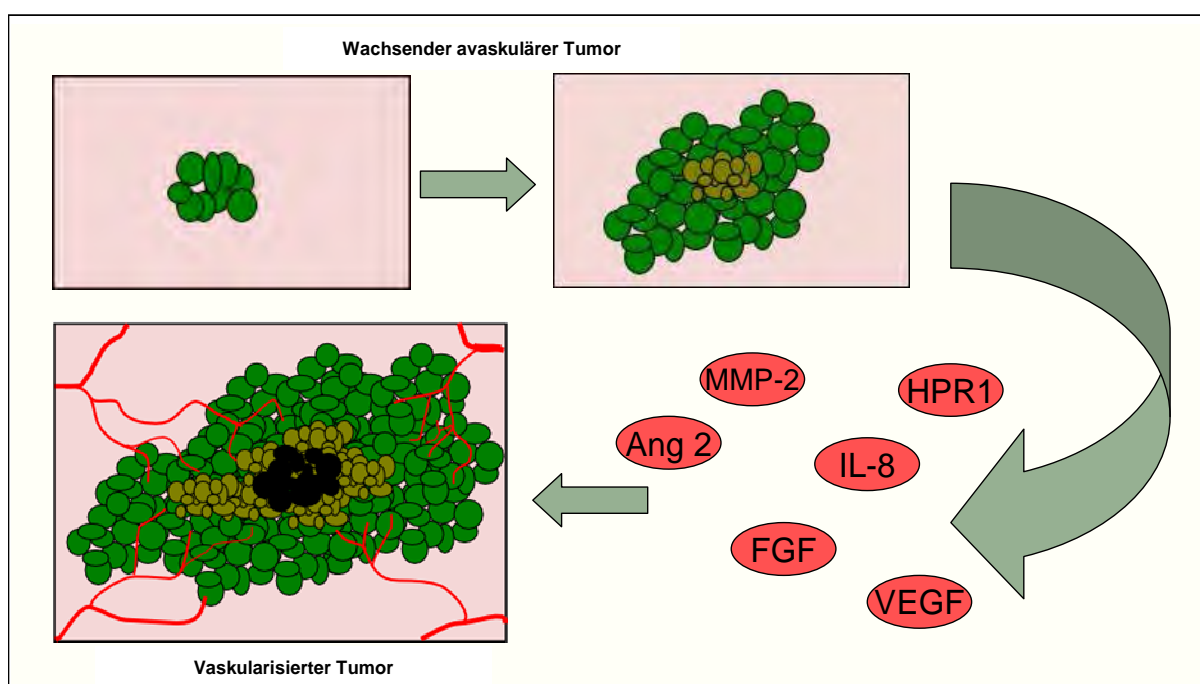 Wachsender avaskulärer Tumor
MMP-2
HPR1
Ang 2
IL-8
FGF
VEGF
Vaskularisierter Tumor